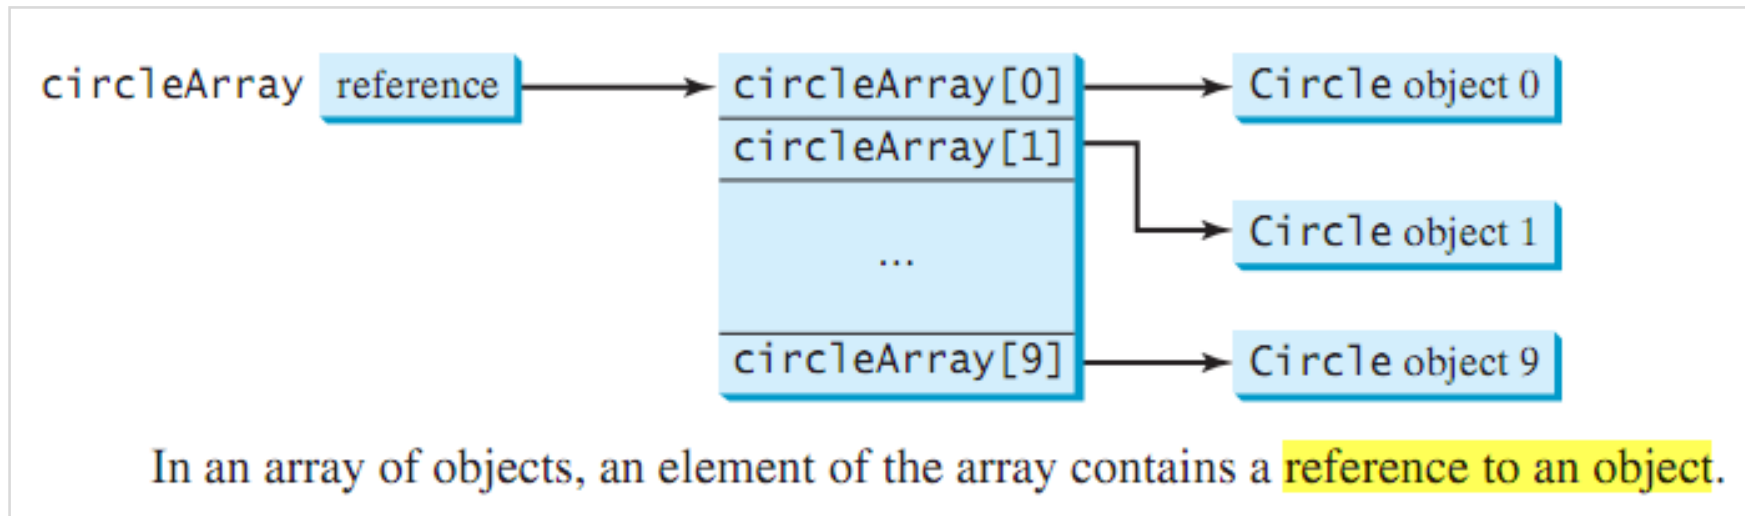 circleArray reference circleArray[0] Circle object 0
circleArray[1]
Circle object 1
...
circleArray[9] Circle object 9
In an array of objects, an element of the array contains a reference to an object.